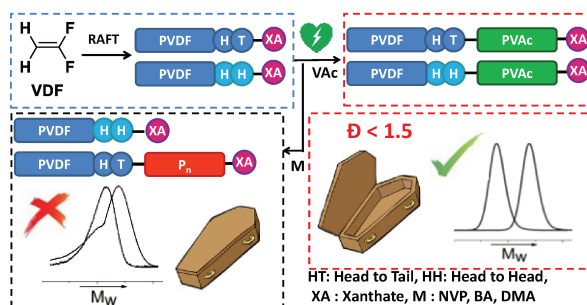 H H F F
VDF
RAFT
PVDF H T XA
PVDF H H XA
VAc
PVDF H T PVAc XA
PVDF H H PVAc XA
PVDF H H XA
PVDF H T Pn XA
M
Mw
Đ < 1.5
Mw
HT: Head to Tail, HH: Head to Head,
XA : Xanthate, M : NVP, BA, DMA